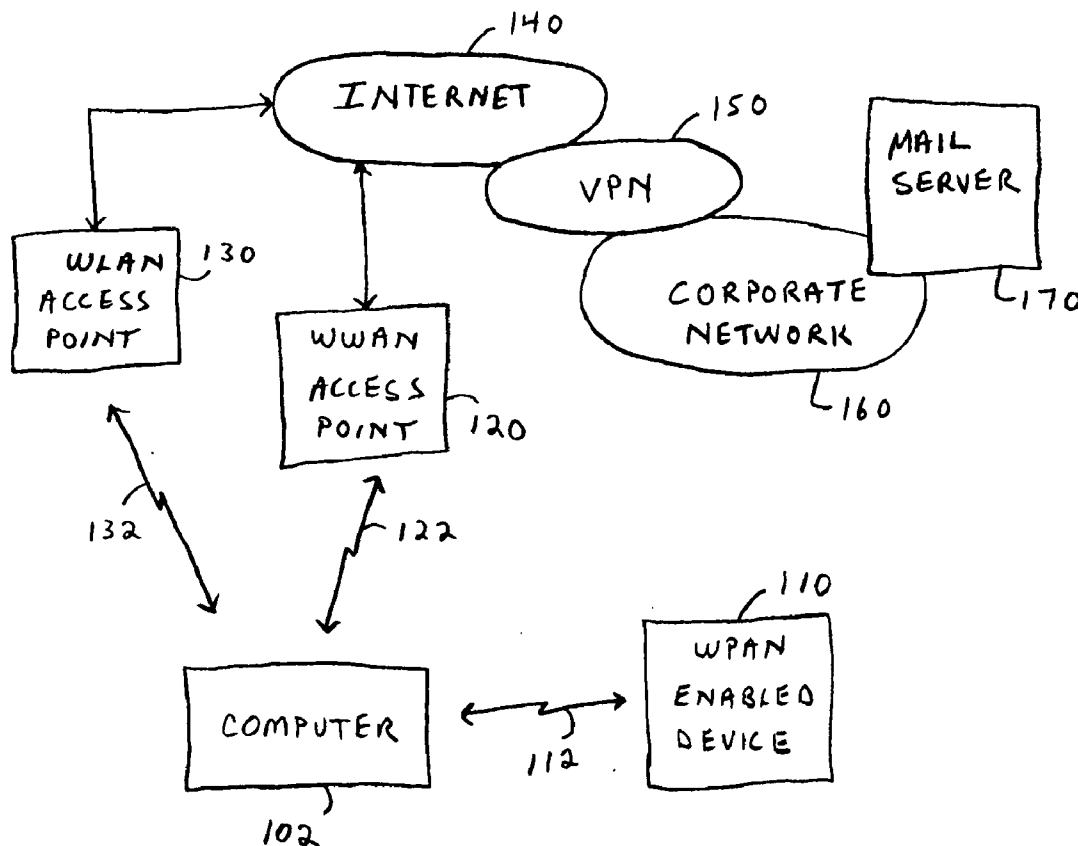 140
INTERNET
150
VPN
MAIL
SERVER
170
WLAN
ACCESS
POINT
130
WWAN
ACCESS
POINT
120
CORPORATE
NETWORK
160
132
122
110
WPAN
ENABLED
DEVICE
COMPUTER
112
102